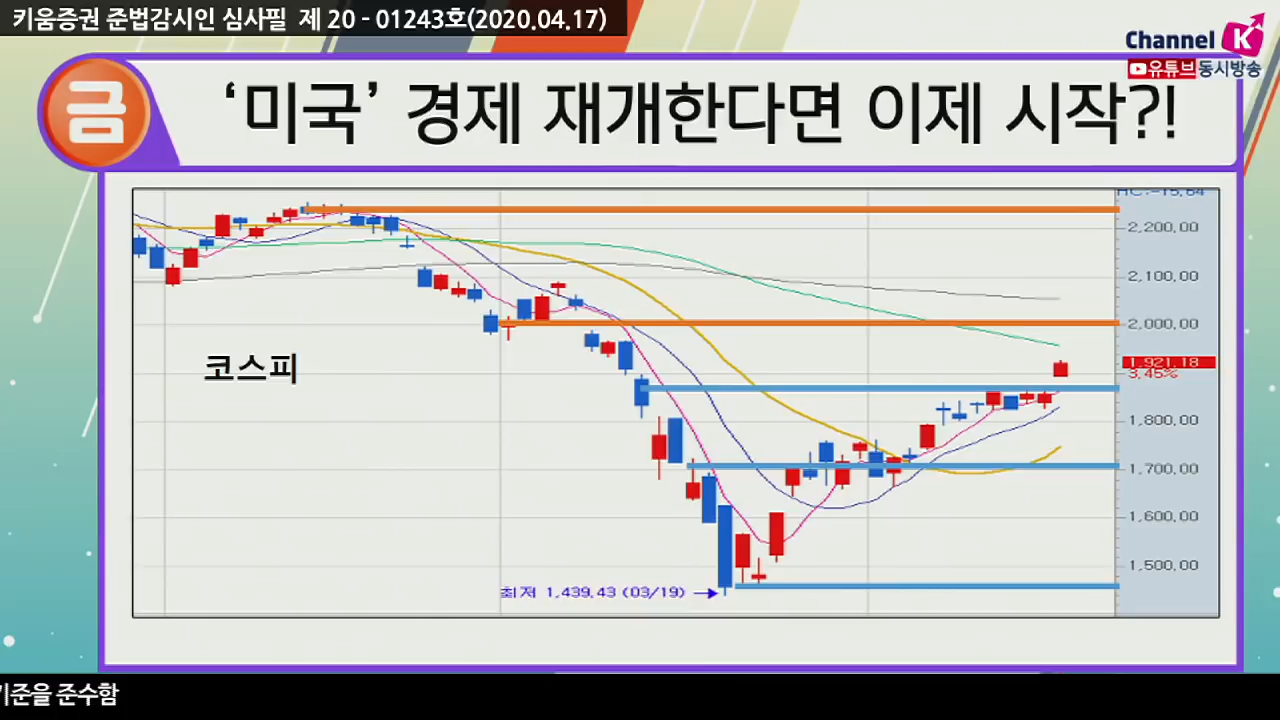 키움증권 준법감시인 심사필 제 20 - 01243호(2020.04.17)
Channel K
유튜브동시방송
금
‘미국’ 경제 재개한다면 이제 시작?!
HC:-15,64
2,200,00
2,100,00
2,000,00
1,921,18
3,45%
1,800,00
1,700,00
1,600,00
1,500,00
코스피
최저 1,439,43 (03/19)
기준을 준수함